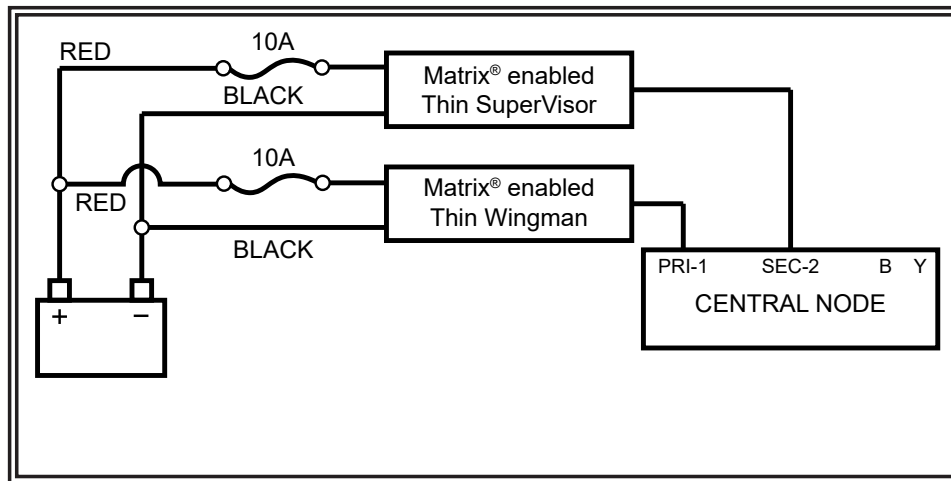 RED
10A
BLACK
Matrix® enabled
Thin SuperVisor
10A
RED
BLACK
Matrix® enabled
Thin Wingman
PRI-1 SEC-2 B Y
CENTRAL NODE
+ −